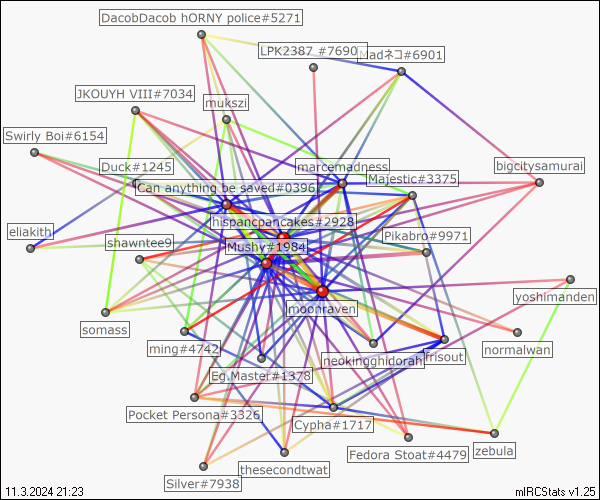 DacobDacob hORNY police#5271
LPK2387 #7690
Madネコ#6901
JKOUYH VIII#7034
mukszi
Swirly Boi#6154
Duck#1245
marcemadness
bigcitysamurai
Majestic#3375
Can anything be saved#0396
hispancpancakes#2928
eliakith
shawntee9
Mushy#1984
Pikabro#9971
yoshimanden
moonraven
somass
ming#4742
neokingghidorah
frisout
normalwan
Eg.Master#1378
Pocket Persona#3326
Cypha#1717
Fedora Stoat#4479
zebula
thesecondtwat
Silver#7938
11.3.2024 21:23
mIRCStats v1.25